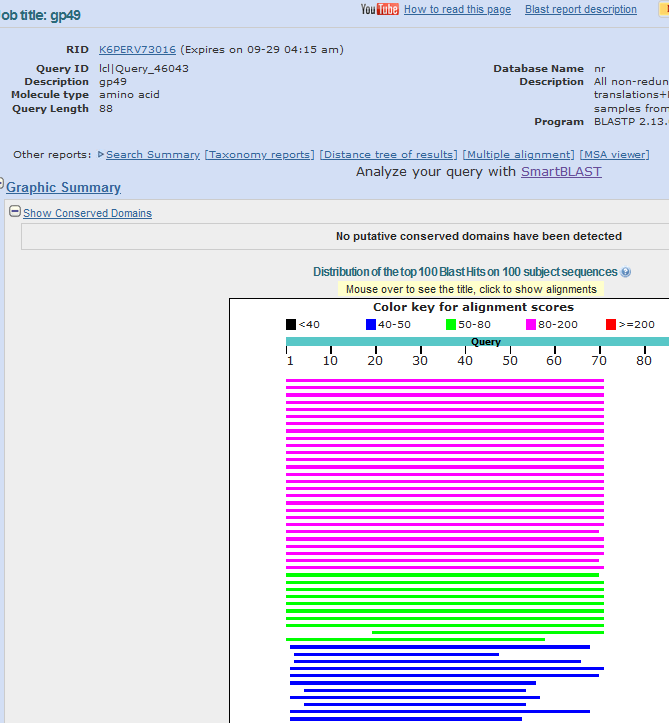 ob title: gp49
YouTube How to read this page Blast report description
RID K6PERV73016 (Expires on 09-29 04:15 am)
Query ID lcl|Query_46043
Description gp49
Molecule type amino acid
Query Length 88
Database Name nr
Description All non-redun
translations+
samples from
Program BLASTP 2.13.
Other reports: Search Summary [Taxonomy reports] [Distance tree of results] [Multiple alignment] [MSA viewer]
Analyze your query with SmartBLAST
Graphic Summary
Show Conserved Domains
No putative conserved domains have been detected
Distribution of the top 100 Blast Hits on 100 subject sequences
Mouse over to see the title, click to show alignments
Color key for alignment scores
<40 40-50 50-80 80-200 >=200
Query
1 10 20 30 40 50 60 70 80